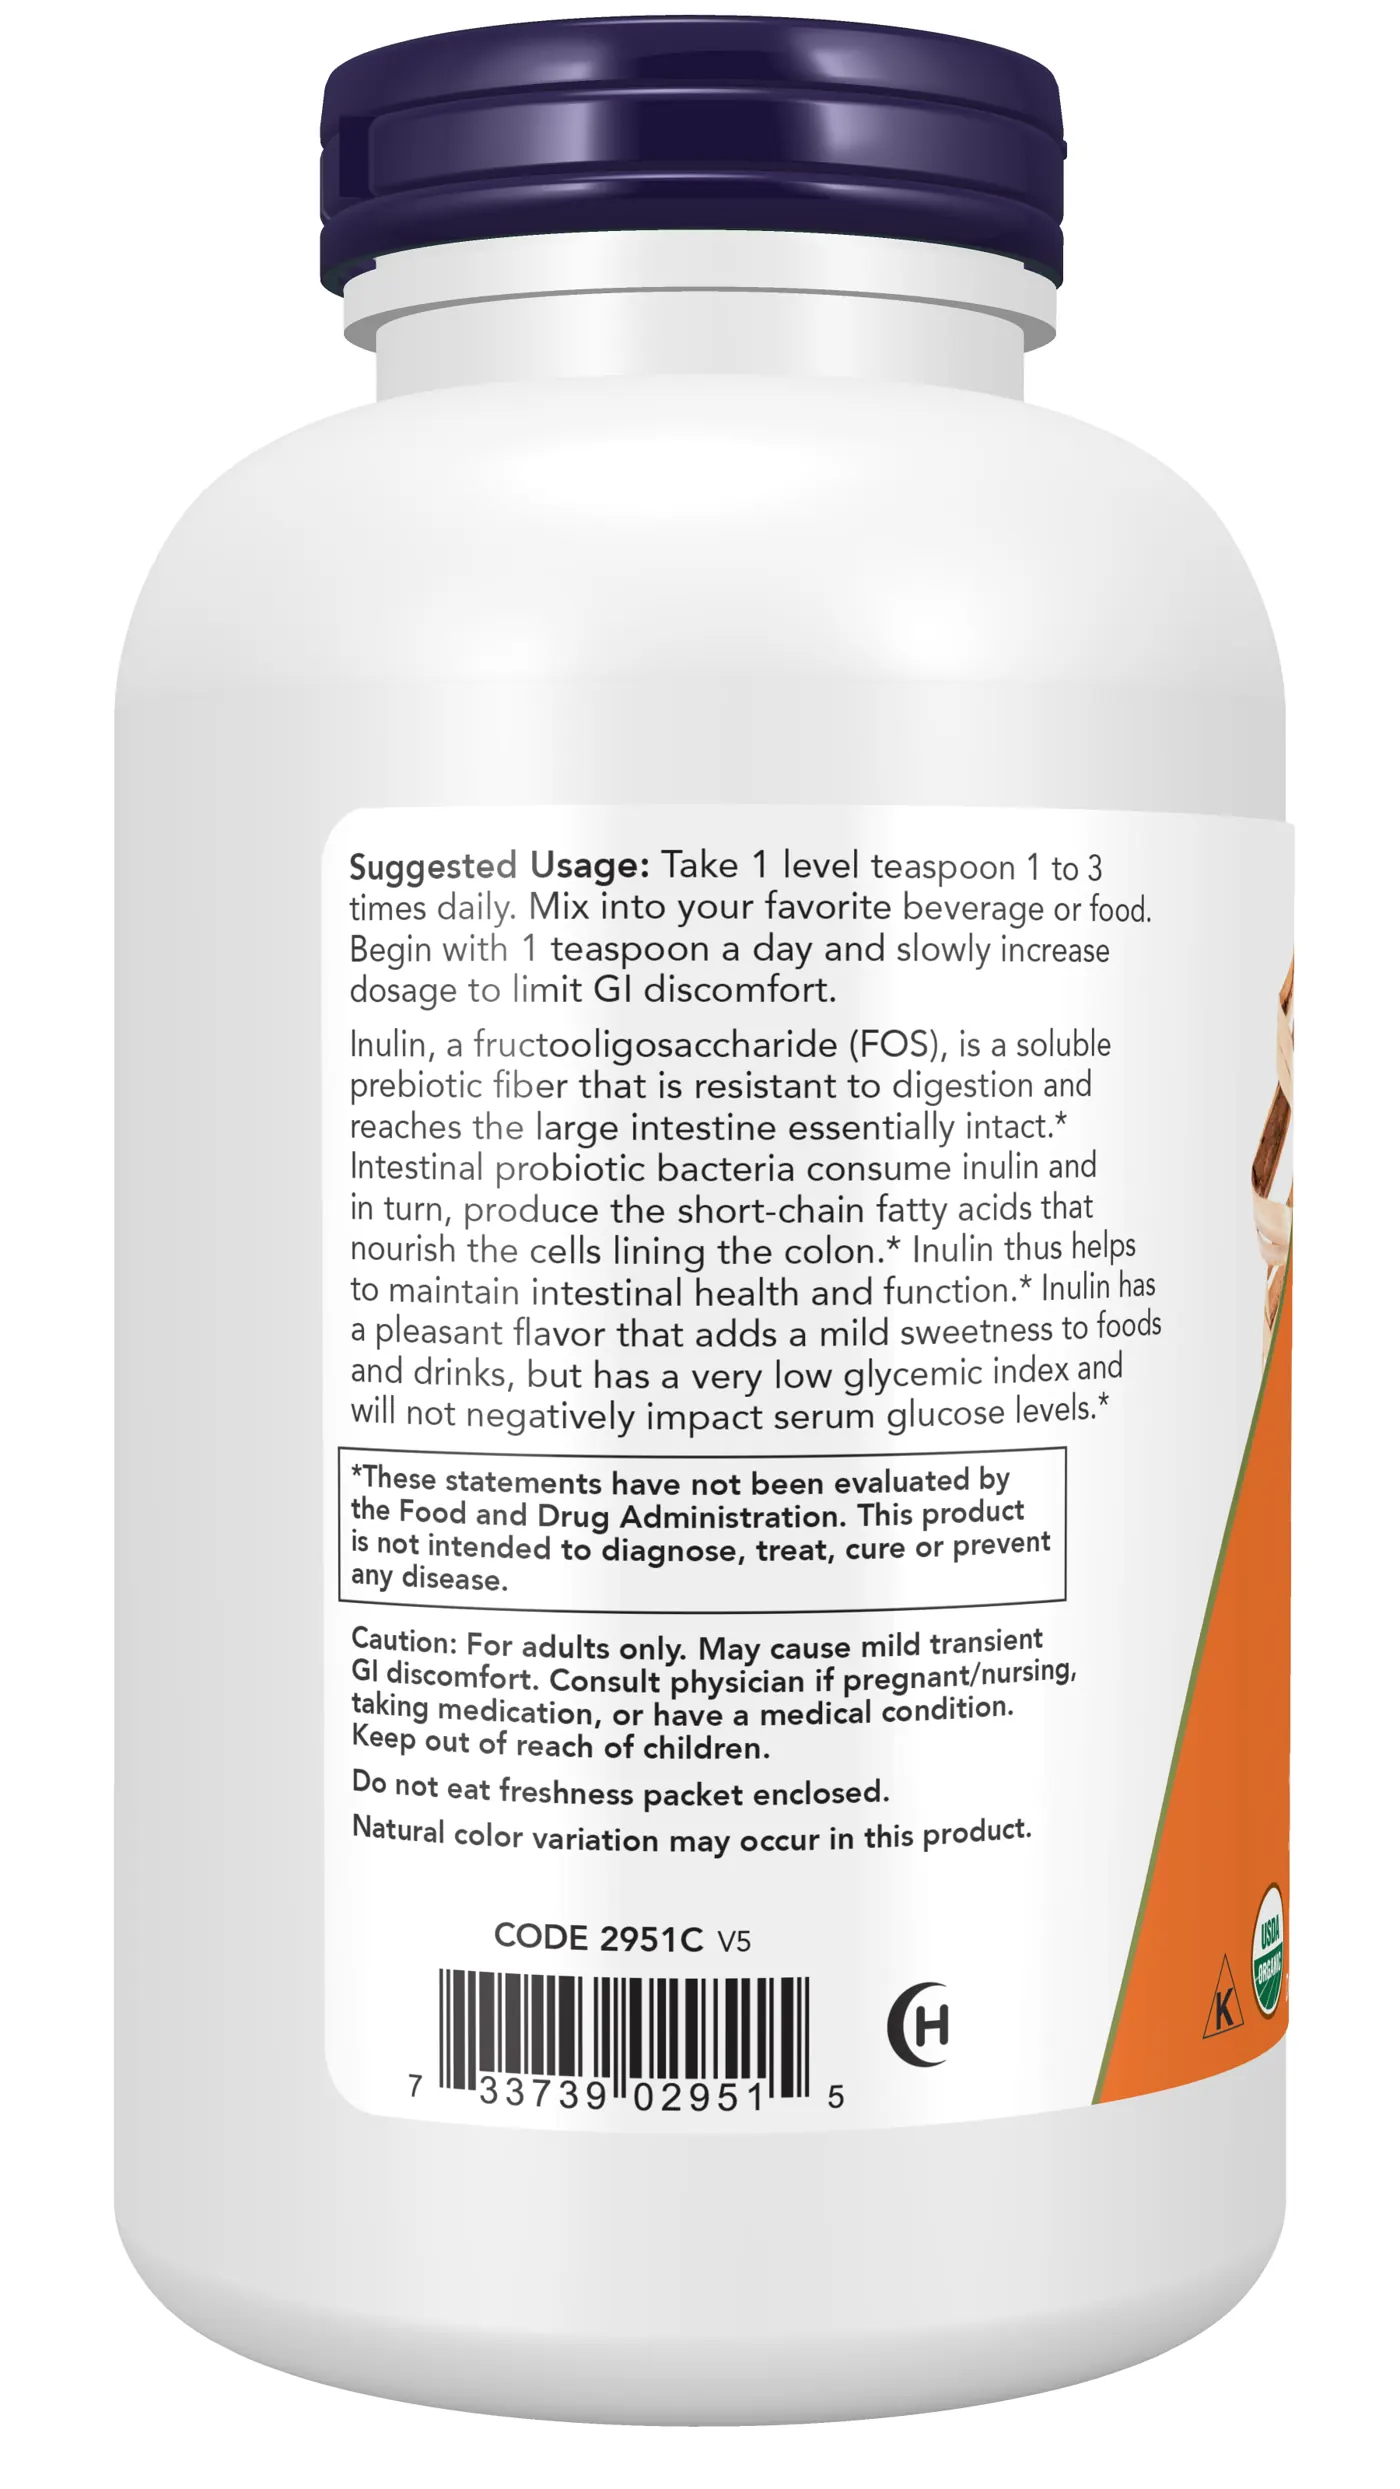 Suggested Usage: Take 1 level teaspoon 1 to 3
times daily. Mix into your favorite beverage or food.
Begin with 1 teaspoon a day and slowly increase
dosage to limit GI discomfort.
Inulin, a fructooligosaccharide (FOS), is a soluble
prebiotic fiber that is resistant to digestion and
reaches the large intestine essentially intact.*
Intestinal probiotic bacteria consume inulin and
in turn, produce the short-chain fatty acids that
nourish the cells lining the colon.* Inulin thus helps
to maintain intestinal health and function.* Inulin has
a pleasant flavor that adds a mild sweetness to foods
and drinks, but has a very low glycemic index and
will not negatively impact serum glucose levels.*
*These statements have not been evaluated by
the Food and Drug Administration. This product
is not intended to diagnose, treat, cure or prevent
any disease.
Caution: For adults only. May cause mild transient
GI discomfort. Consult physician if pregnant/nursing,
taking medication, or have a medical condition.
Keep out of reach of children.
Do not eat freshness packet enclosed.
Natural color variation may occur in this product.
CODE 2951C V5
7 33739 02951 5
H
K
USDA
ORGANIC